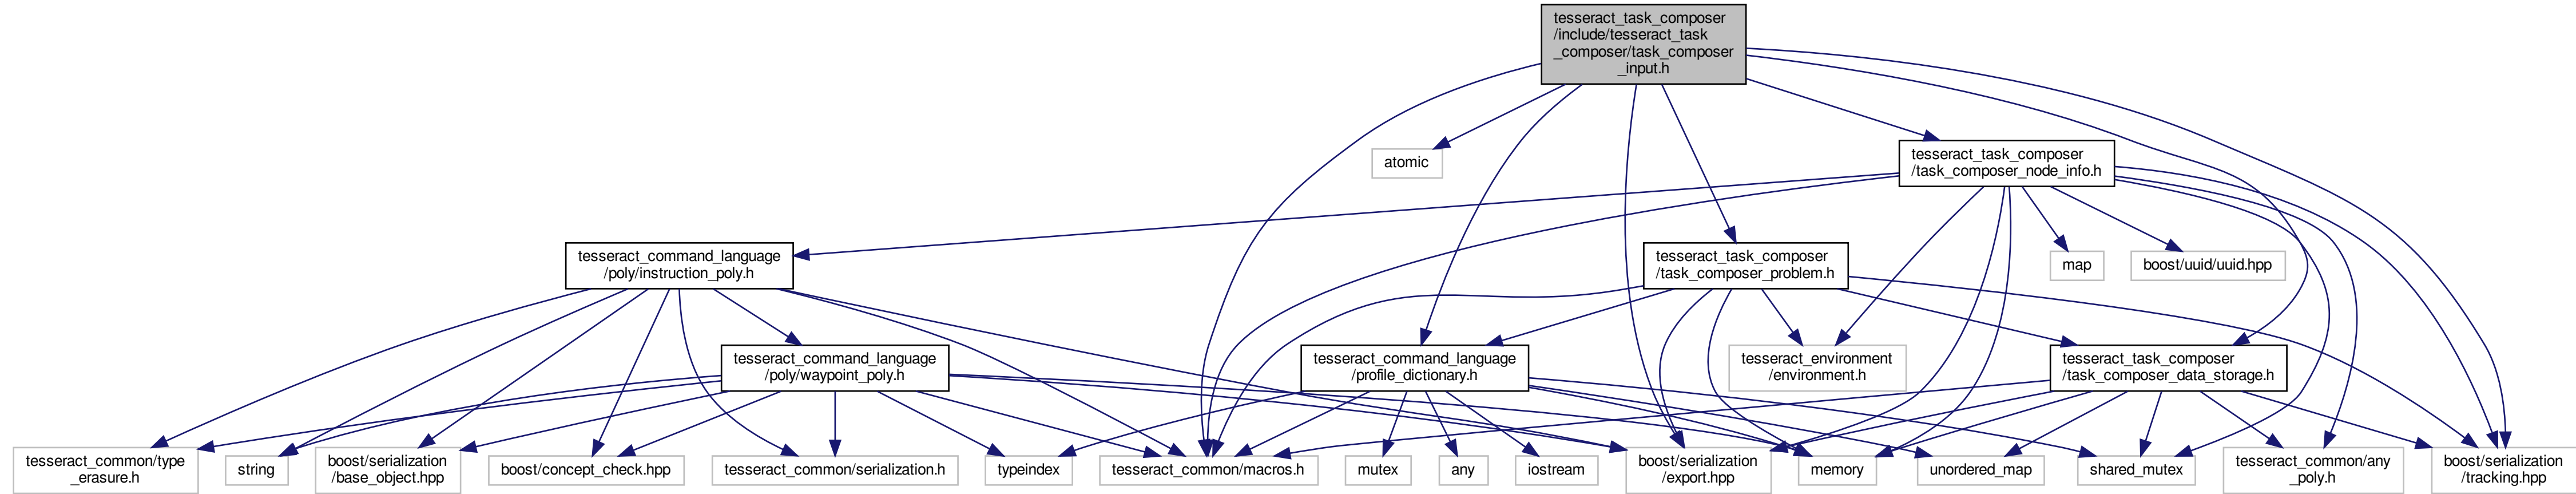 tesseract_task_composer
/include/tesseract_task
_composer/task_composer
_input.h
atomic
tesseract_task_composer
/task_composer_node_info.h
tesseract_command_language
/poly/instruction_poly.h
tesseract_task_composer
/task_composer_problem.h
map
boost/uuid/uuid.hpp
tesseract_command_language
/poly/waypoint_poly.h
tesseract_command_language
/profile_dictionary.h
tesseract_environment
/environment.h
tesseract_task_composer
/task_composer_data_storage.h
tesseract_common/type
_erasure.h
string
boost/serialization
/base_object.hpp
boost/concept_check.hpp
tesseract_common/serialization.h
typeindex
tesseract_common/macros.h
mutex
any
iostream
boost/serialization
/export.hpp
memory
unordered_map
shared_mutex
tesseract_common/any
_poly.h
boost/serialization
/tracking.hpp